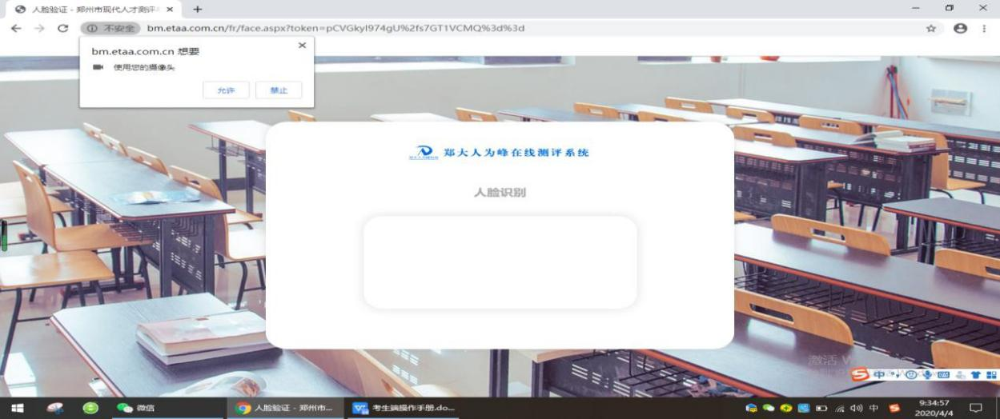 人脸验证 - 郑州市现代人才测评
不安全 bm.etaa.com.cn/fr/face.aspx?token=pCVGkyl974gU%2fs7GT1VCMQ%3d%3d
bm.etaa.com.cn 想要
使用您的摄像头
允许 禁止
郑大人为峰在线测评系统
人脸识别
激活 W
中
微信
人脸验证 - 郑州市...
考生端操作手册.do...
中
9:34:57
2020/4/4